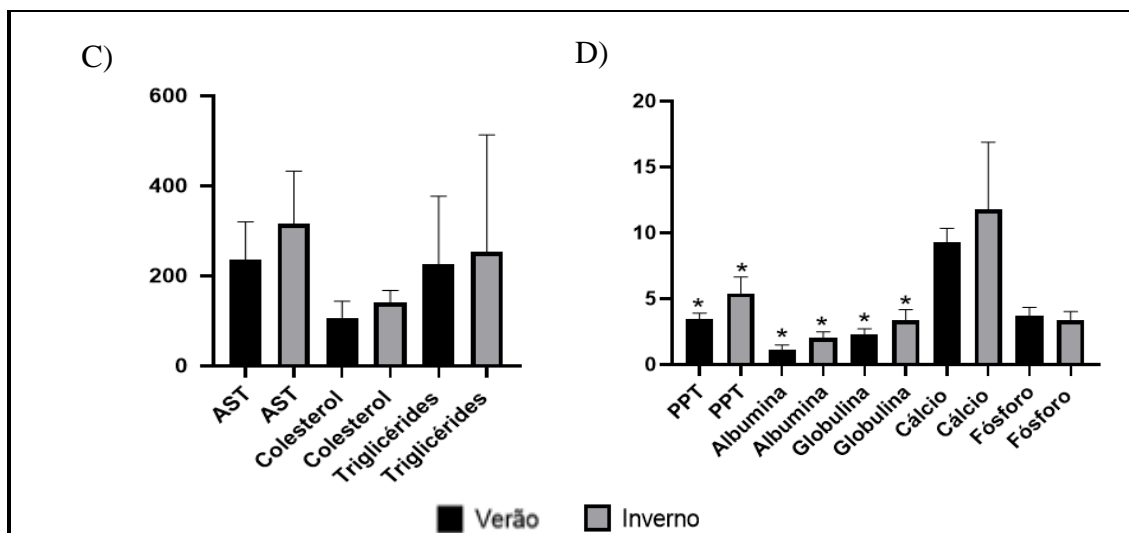 C)
600
400
200
0
AST
AST
Colesterol
Colesterol
Triglicérides
Triglicérides
D)
20
15
10
5
0
*
*
*
*
*
*
PPT
PPT
Albumina
Albumina
Globulina
Globulina
Cálcio
Cálcio
Fósforo
Fósforo
Verão
Inverno